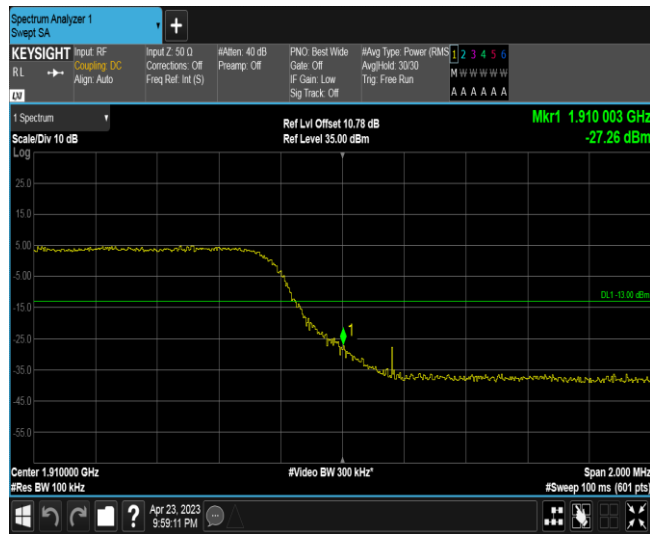 Spectrum Analyzer 1
Swept SA
+
KEYSIGHT
RL
LXI
Input: RF
Coupling: DC
Align: Auto
Input Z: 50 Ω
Corrections: Off
Freq Ref: Int (S)
#Atten: 40 dB
Preamp: Off
PNO: Best Wide
Gate: Off
IF Gain: Low
Sig Track: Off
#Avg Type: Power (RMS
Avg|Hold: 30/30
Trig: Free Run
1 2 3 4 5 6
M W W W W W
A A A A A A
1 Spectrum
Scale/Div 10 dB
Log
Ref Lvl Offset 10.78 dB
Ref Level 35.00 dBm
Mkr1 1.910 003 GHz
-27.26 dBm
25.0
15.0
5.00
-5.00
-15.0
-25.0
-35.0
-45.0
-55.0
DL1 -13.00 dBm
1
Center 1.910000 GHz
#Res BW 100 kHz
#Video BW 300 kHz*
Span 2.000 MHz
#Sweep 100 ms (601 pts)
?
Apr 23, 2023
9:59:11 PM